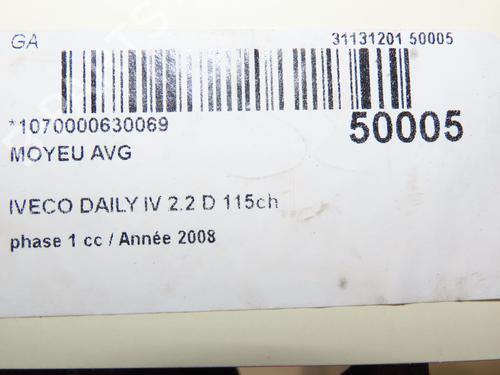 GA 31131201 50005
*1070000630069 50005
MOYEU AVG
IVECO DAILY IV 2.2 D 115ch
phase 1 cc / Année 2008